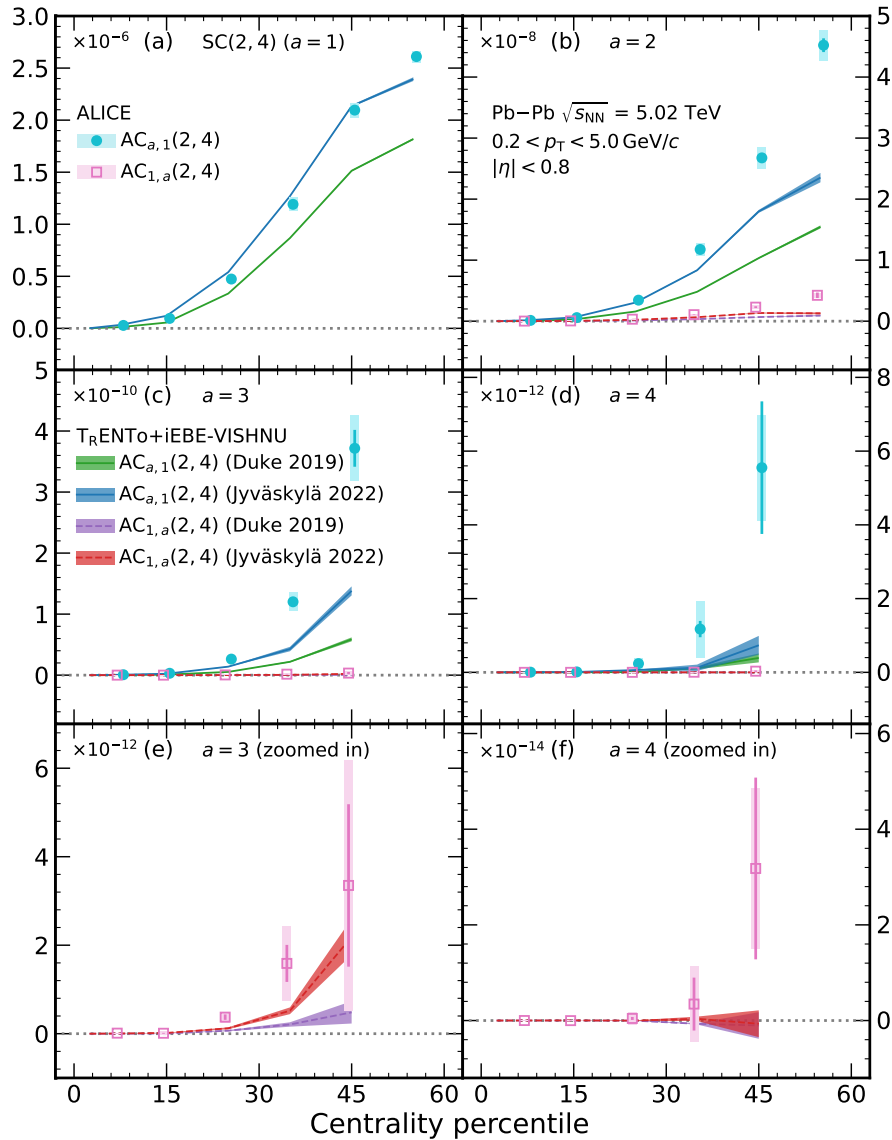 ×10⁻⁶ (a) SC(2, 4) (a = 1)
3.0
2.5
2.0
1.5
1.0
0.5
0.0
ALICE
AC_{a,1}(2, 4)
AC_{1,a}(2, 4)
×10⁻⁸ (b) a = 2
Pb−Pb √s_{NN} = 5.02 TeV
0.2 < p_T < 5.0 GeV/c
|η| < 0.8
5
4
3
2
1
0
×10⁻¹⁰ (c) a = 3
5
4
3
2
1
0
T_RENTo+iEBE-VISHNU
AC_{a,1}(2, 4) (Duke 2019)
AC_{a,1}(2, 4) (Jyväskylä 2022)
AC_{1,a}(2, 4) (Duke 2019)
AC_{1,a}(2, 4) (Jyväskylä 2022)
×10⁻¹² (d) a = 4
8
6
4
2
0
×10⁻¹² (e) a = 3 (zoomed in)
6
4
2
0
×10⁻¹⁴ (f) a = 4 (zoomed in)
6
4
2
0
0 15 30 45 0 15 30 45 60
Centrality percentile